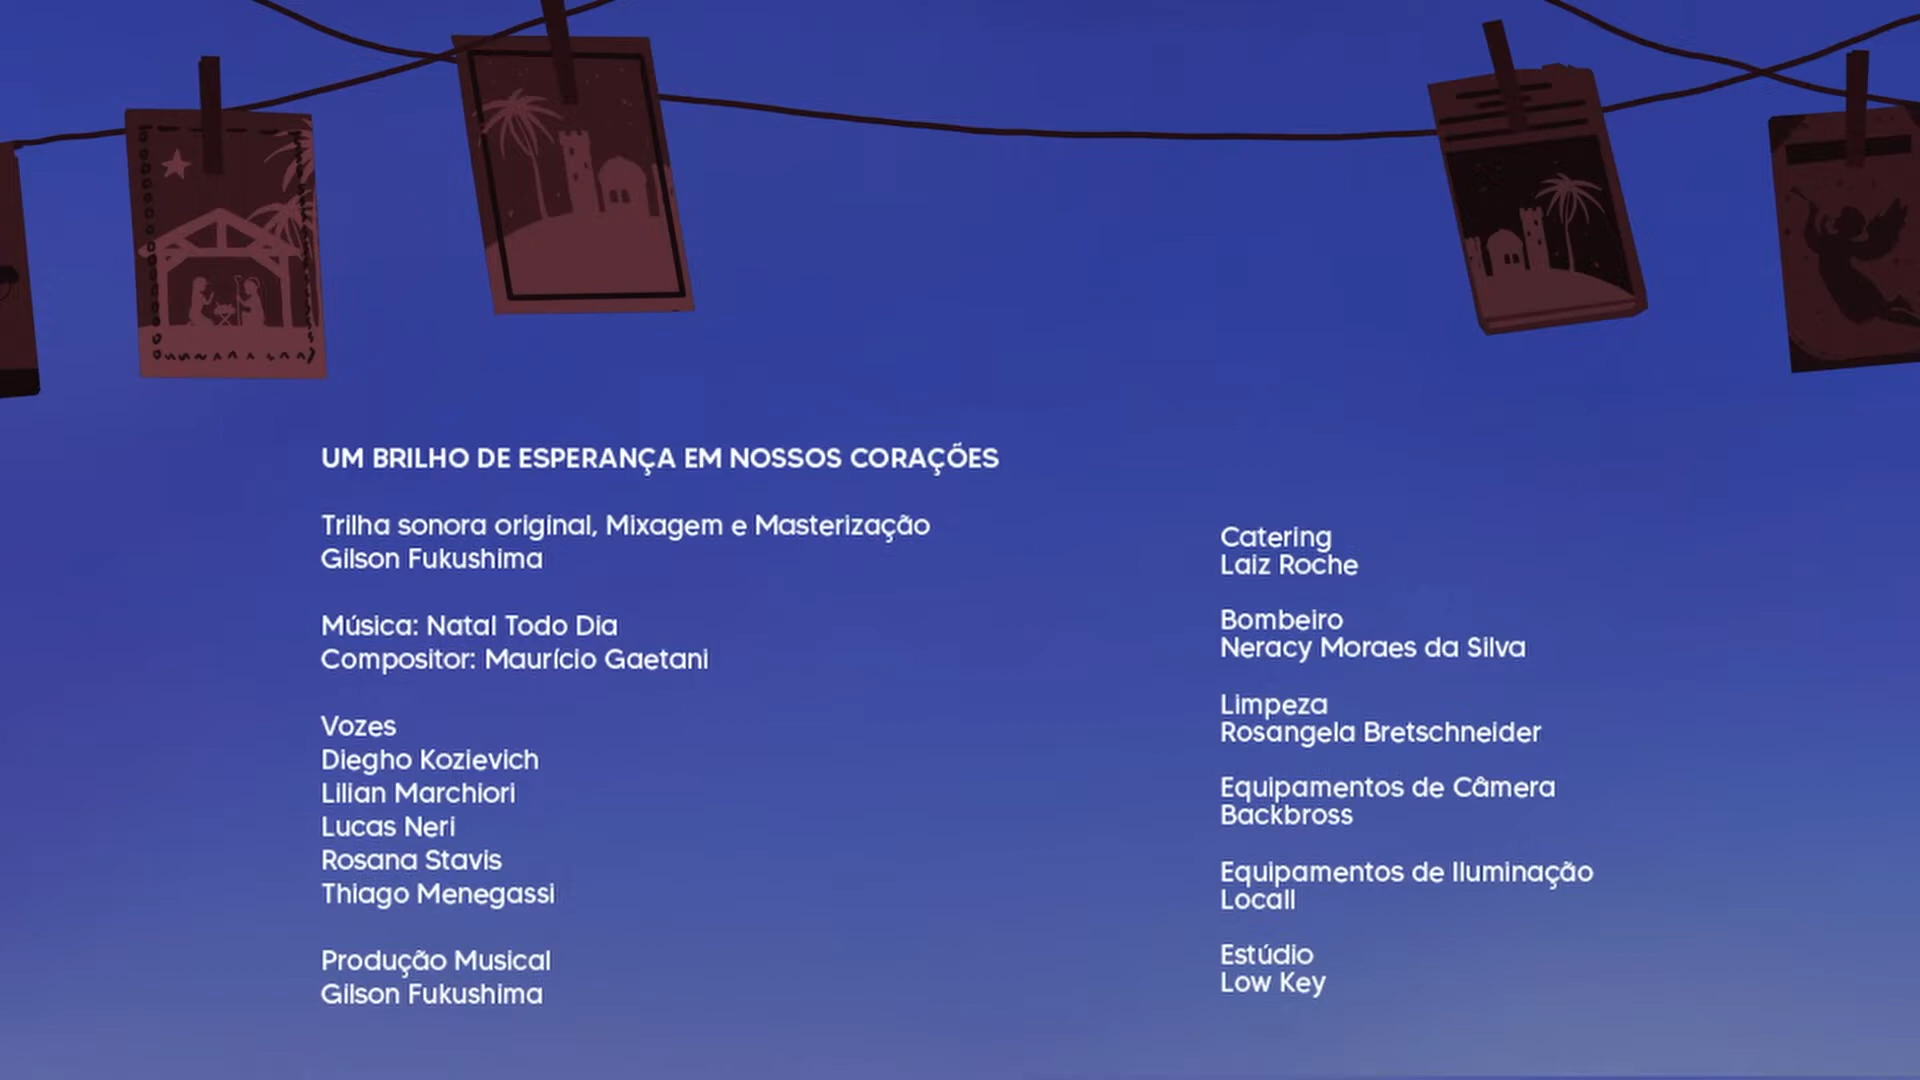 UM BRILHO DE ESPERANÇA EM NOSSOS CORAÇÕES
Trilha sonora original, Mixagem e Masterização
Gilson Fukushima
Música: Natal Todo Dia
Compositor: Maurício Gaetani
Vozes
Diegho Kozievich
Lilian Marchiori
Lucas Neri
Rosana Stavis
Thiago Menegassi
Produção Musical
Gilson Fukushima
Catering
Laiz Roche
Bombeiro
Neracy Moraes da Silva
Limpeza
Rosangela Bretschneider
Equipamentos de Câmera
Backbross
Equipamentos de Iluminação
Locall
Estúdio
Low Key